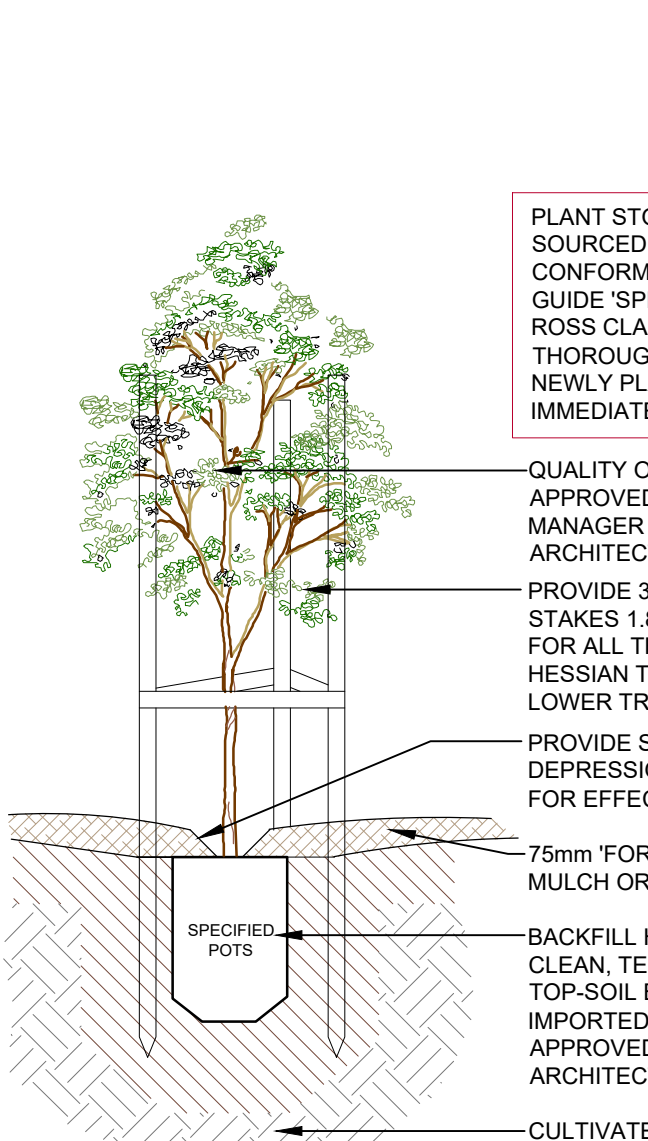 PLANT STO
SOURCED
CONFORM
GUIDE 'SP
ROSS CLA
THOROUG
NEWLY PL
IMMEDIATE
QUALITY O
APPROVED
MANAGER
ARCHITEC
PROVIDE 3
STAKES 1.8
FOR ALL T
HESSIAN T
LOWER TR
PROVIDE S
DEPRESSIO
FOR EFFEC
75mm 'FOR
MULCH OR
SPECIFIED
POTS
BACKFILL H
CLEAN, TE
TOP-SOIL B
IMPORTED
APPROVED
ARCHITEC
CULTIVATE